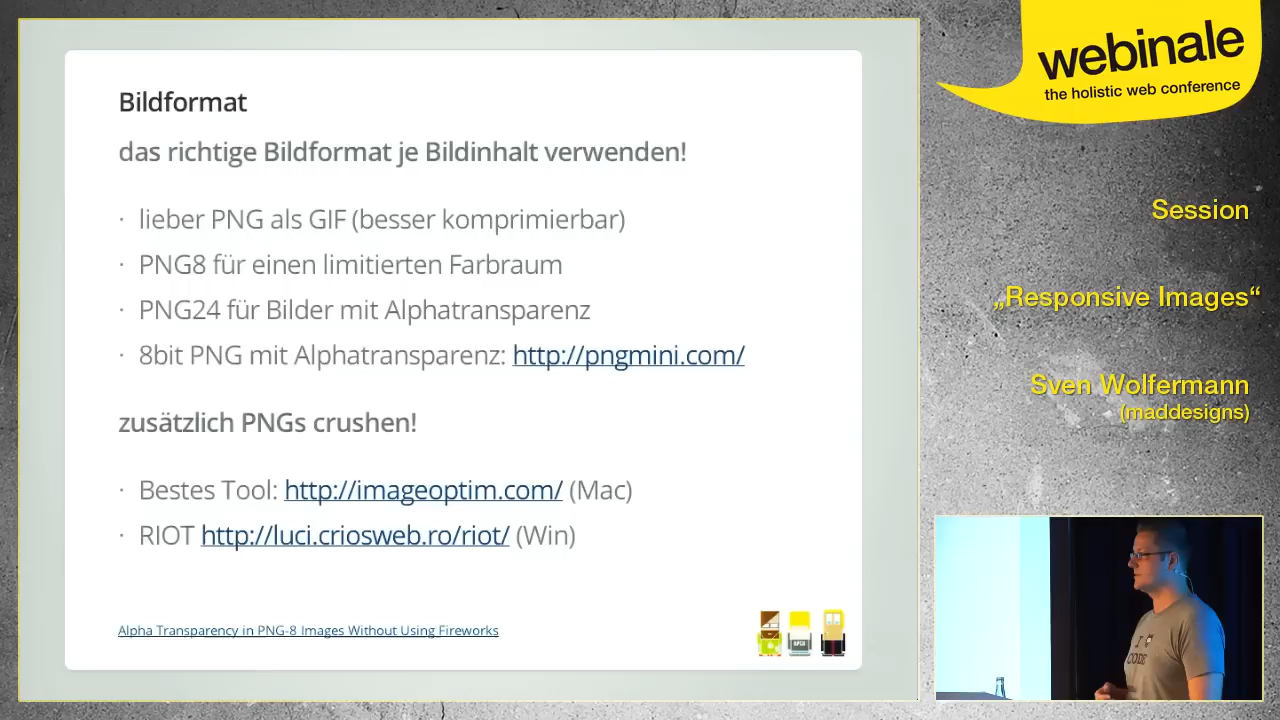 Bildformat
das richtige Bildformat je Bildinhalt verwenden!
· lieber PNG als GIF (besser komprimierbar)
· PNG8 für einen limitierten Farbraum
· PNG24 für Bilder mit Alphatransparenz
· 8bit PNG mit Alphatransparenz: http://pngmini.com/
zusätzlich PNGs crushen!
· Bestes Tool: http://imageoptim.com/ (Mac)
· RIOT http://luci.criosweb.ro/riot/ (Win)
Alpha Transparency in PNG-8 Images Without Using Fireworks
webinale
the holistic web conference
Session
„Responsive Images“
Sven Wolfermann
(maddesigns)
I
CODE